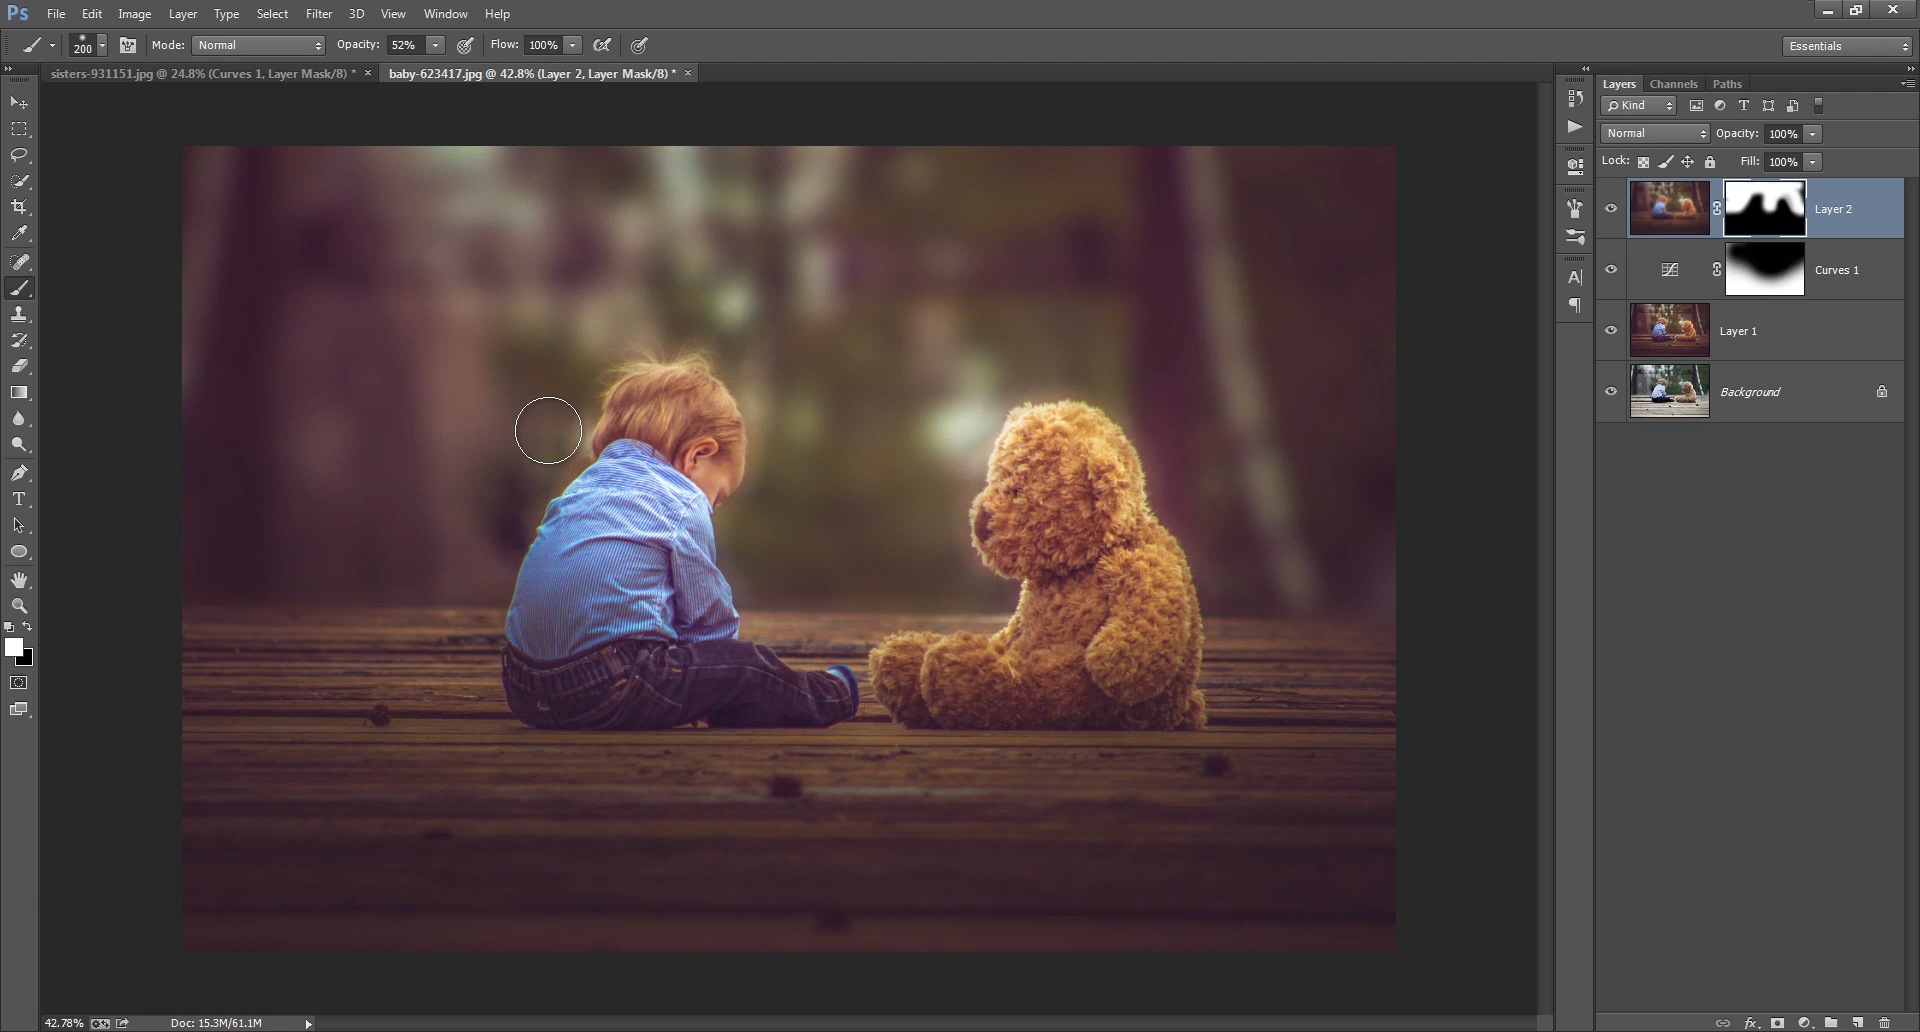 Ps File Edit Image Layer Type Select Filter 3D View Window Help
200 Mode: Normal Opacity: 52% Flow: 100% Essentials
sisters-931151.jpg @ 24.8% (Curves 1, Layer Mask/8) * × baby-623417.jpg @ 42.8% (Layer 2, Layer Mask/8) * ×
Layers Channels Paths
Kind
Normal Opacity: 100%
Lock: Fill: 100%
Layer 2
Curves 1
Layer 1
Background
42.78% Doc: 15.3M/61.1M